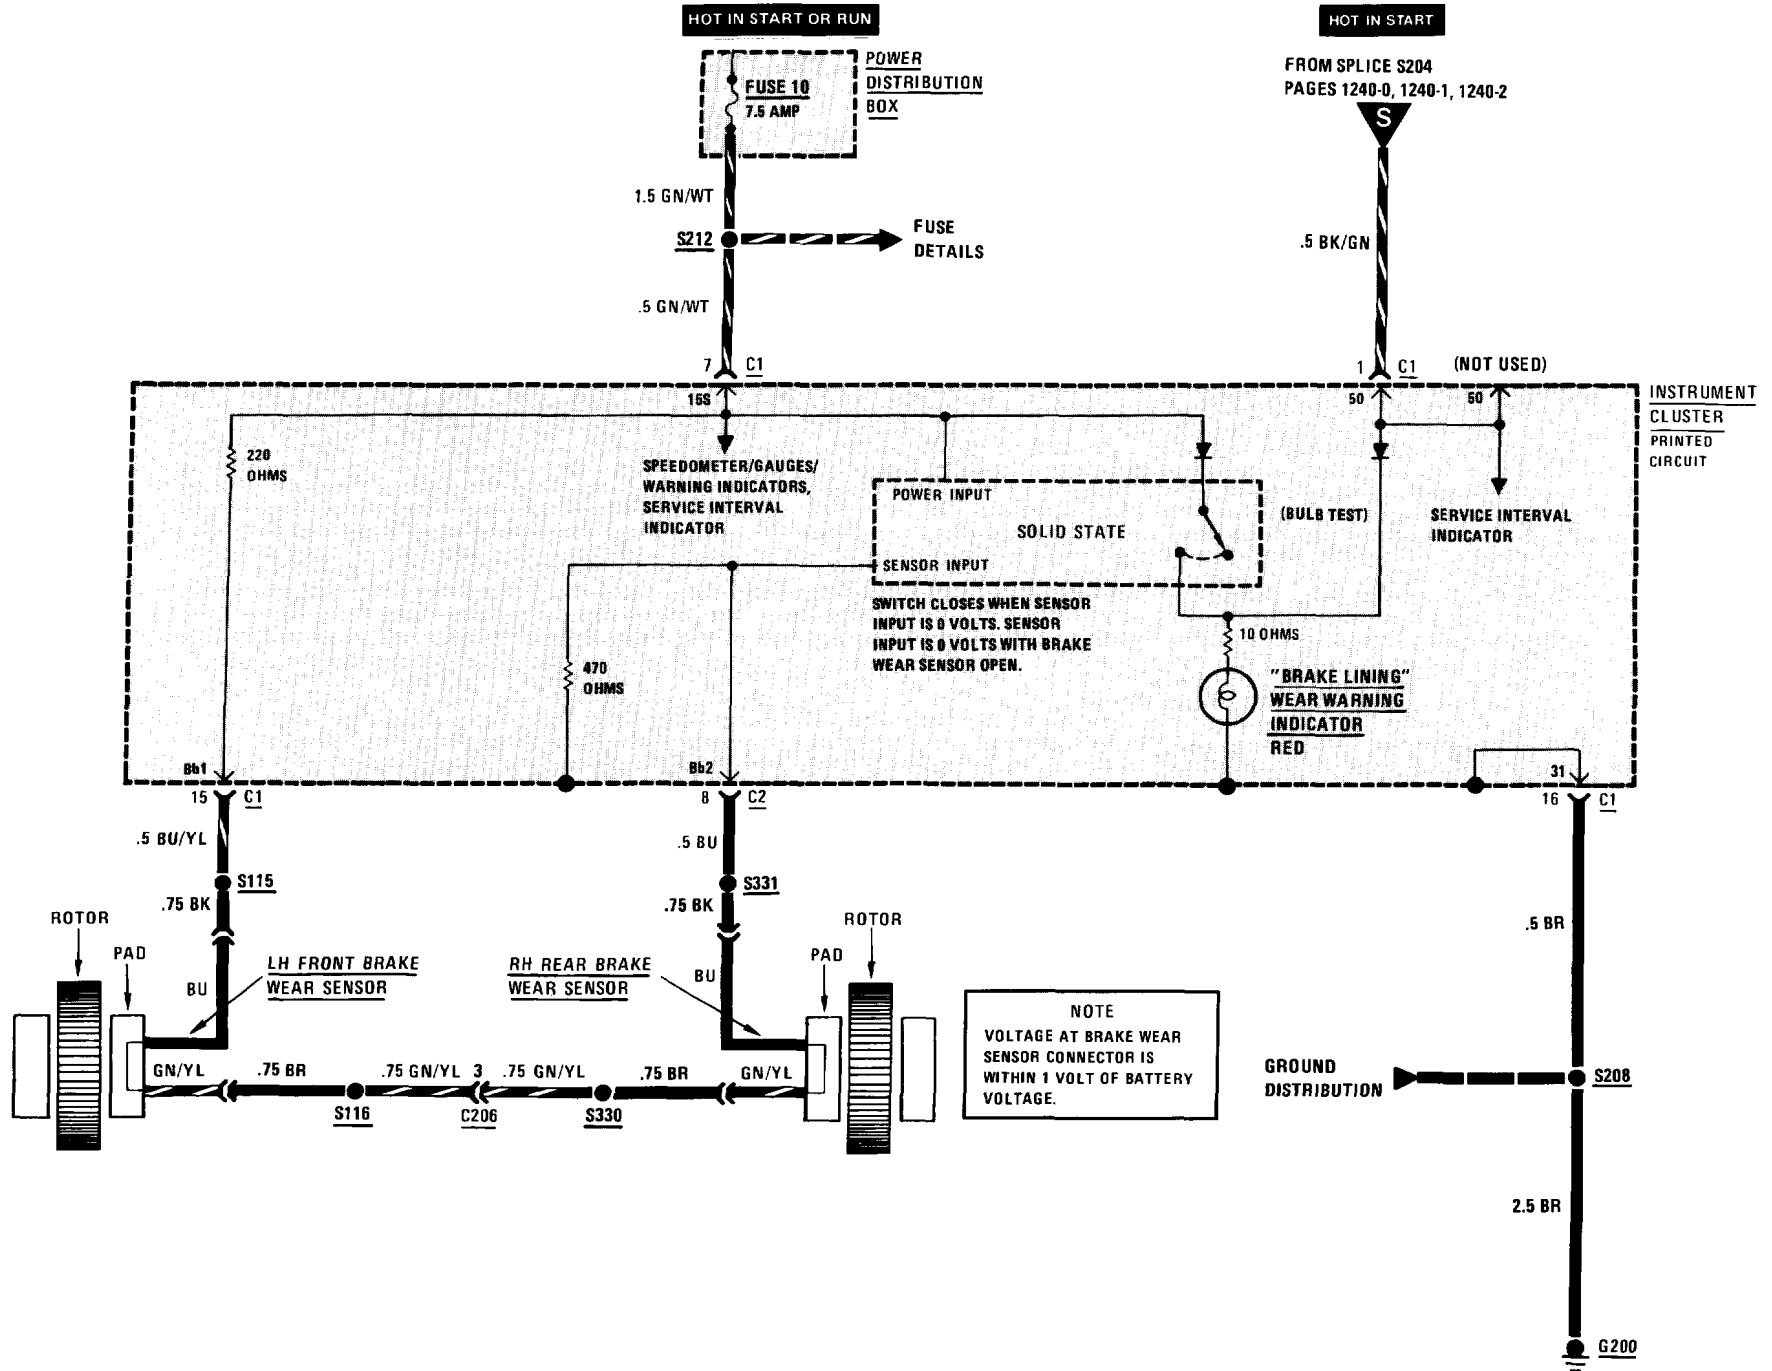 HOT IN START OR RUN
HOT IN START
POWER
DISTRIBUTION
BOX
FUSE 10
7.5 AMP
FROM SPLICE S204
PAGES 1240-0, 1240-1, 1240-2
S
1.5 GN/WT
S212
FUSE
DETAILS
.5 BK/GN
.5 GN/WT
7 C1
1 C1
(NOT USED)
15S
50
50
INSTRUMENT
CLUSTER
PRINTED
CIRCUIT
220
OHMS
SPEEDOMETER/GAUGES/
WARNING INDICATORS,
SERVICE INTERVAL
INDICATOR
POWER INPUT
SOLID STATE
SENSOR INPUT
(BULB TEST)
SERVICE INTERVAL
INDICATOR
SWITCH CLOSES WHEN SENSOR
INPUT IS 0 VOLTS. SENSOR
INPUT IS 0 VOLTS WITH BRAKE
WEAR SENSOR OPEN.
10 OHMS
470
OHMS
"BRAKE LINING"
WEAR WARNING
INDICATOR
RED
Bb1
Bb2
31
15 C1
8 C2
16 C1
.5 BU/YL
.5 BU
S115
S331
.75 BK
.75 BK
.5 BR
ROTOR
PAD
LH FRONT BRAKE
WEAR SENSOR
BU
RH REAR BRAKE
WEAR SENSOR
BU
PAD
ROTOR
GN/YL
.75 BR
.75 GN/YL
3
.75 GN/YL
.75 BR
GN/YL
S116
C206
S330
NOTE
VOLTAGE AT BRAKE WEAR
SENSOR CONNECTOR IS
WITHIN 1 VOLT OF BATTERY
VOLTAGE.
GROUND
DISTRIBUTION
S208
2.5 BR
G200